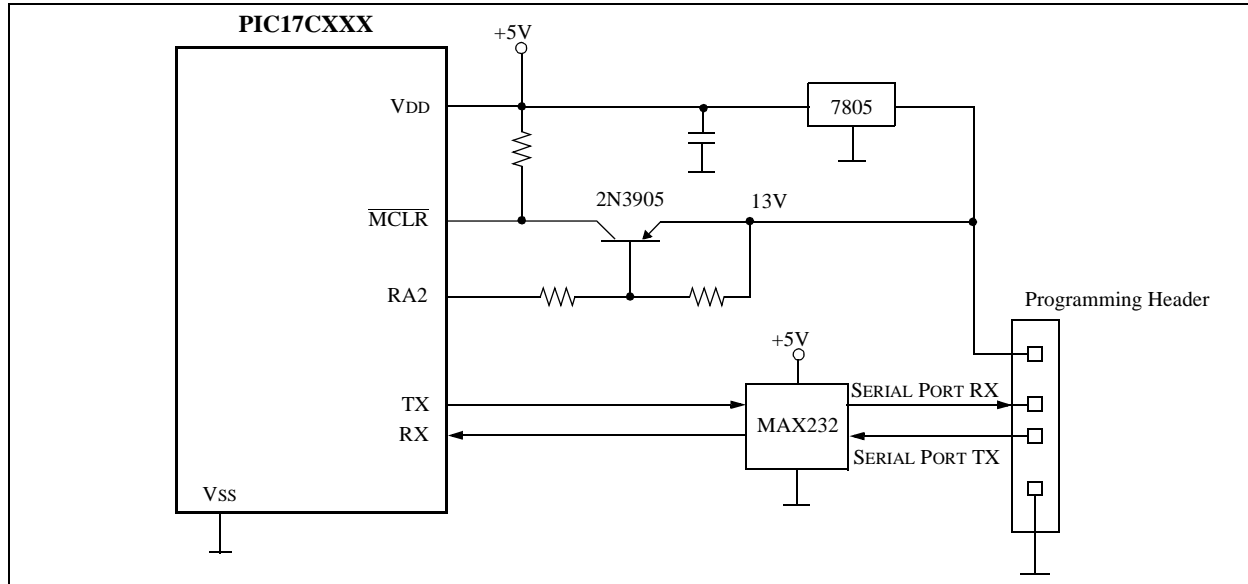 PIC17CXXX
+5V
VDD
7805
2N3905
13V
MCLR
RA2
Programming Header
+5V
TX
SERIAL PORT RX
MAX232
RX
SERIAL PORT TX
VSS